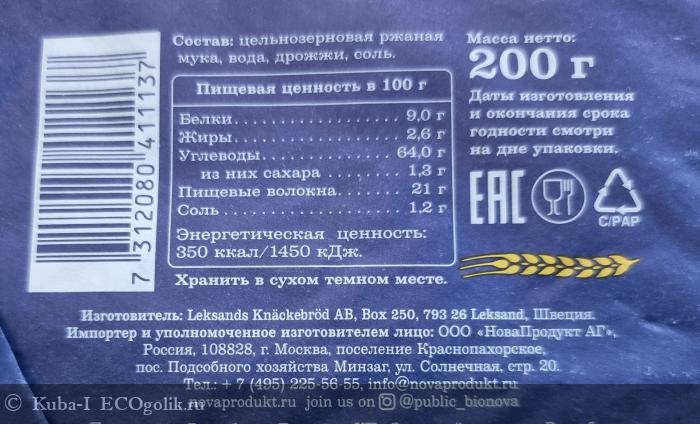 Состав: цельнозерновая ржаная
мука, вода, дрожжи, соль.
Пищевая ценность в 100 г
Белки.................. 9,0 г
Жиры.................. 2,6 г
Углеводы............. 64,0 г
из них сахара ........ 1,3 г
Пищевые волокна....... 21 г
Соль .................. 1,2 г
Энергетическая ценность:
350 ккал/1450 кДж.
Хранить в сухом темном месте.
Масса нетто:
200 г
Даты изготовления
и окончания срока
годности смотри
на дне упаковки.
EAC
C/PAP
7 312080 411137
Изготовитель: Leksands Knäckebröd AB, Box 250, 793 26 Leksand, Швеция.
Импортер и уполномоченное изготовителем лицо: ООО «НоваПродукт АГ»,
Россия, 108828, г. Москва, поселение Краснопахорское,
пос. Подсобного хозяйства Минзаг, ул. Солнечная, стр. 20.
Тел.: + 7 (495) 225-56-55, info@novaprodukt.ru
novaprodukt.ru join us on @public_bionova
© Kuba-I ECOgolik.ru